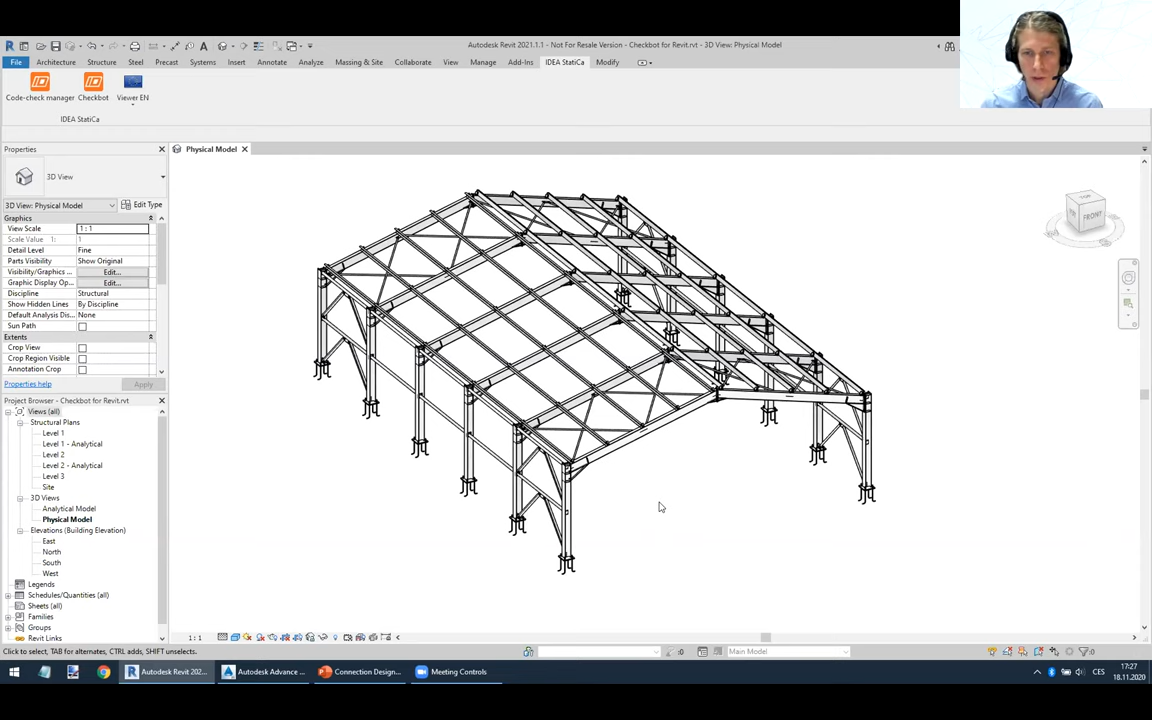 Autodesk Revit 2021.1.1 - Not For Resale Version - Checkbot for Revit.rvt - 3D View: Physical Model
File Architecture Structure Steel Precast Systems Insert Annotate Analyze Massing & Site Collaborate View Manage Add-Ins IDEA StatiCa Modify
Code-check manager Checkbot Viewer EN
IDEA StatiCa
Properties
Physical Model
3D View
3D View: Physical Model
Edit Type
Graphics
View Scale 1 : 1
Scale Value 1: 1
Detail Level Fine
Parts Visibility Show Original
Visibility/Graphics ... Edit...
Graphic Display Op... Edit...
Discipline Structural
Show Hidden Lines By Discipline
Default Analysis Dis... None
Sun Path
Extents
Crop View
Crop Region Visible
Annotation Crop
Properties help
Apply
Project Browser - Checkbot for Revit.rvt
Views (all)
Structural Plans
Level 1
Level 1 - Analytical
Level 2
Level 2 - Analytical
Level 3
Site
3D Views
Analytical Model
Physical Model
Elevations (Building Elevation)
East
North
South
West
Legends
Schedules/Quantities (all)
Sheets (all)
Families
Groups
Revit Links
TOP
FRONT
1 : 1
Click to select, TAB for alternates, CTRL adds, SHIFT unselects.
:0
Main Model
:0
Autodesk Revit 202...
Autodesk Advance ...
Connection Design...
Meeting Controls
CES
17:27
18.11.2020